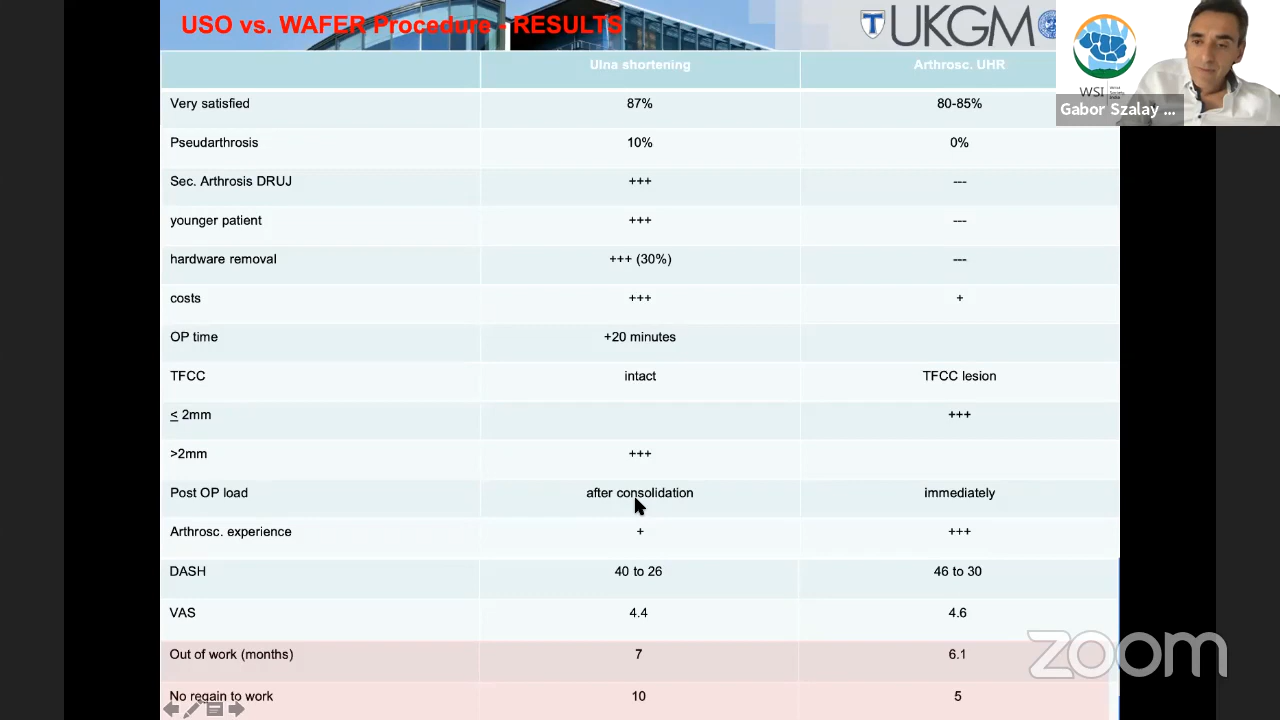 USO vs. WAFER Procedure - RESULTS
UKGM
WSI
Gabor Szalay ...
Ulna shortening Arthrosc. UHR
Very satisfied 87% 80-85%
Pseudarthrosis 10% 0%
Sec. Arthrosis DRUJ +++ ---
younger patient +++ ---
hardware removal +++ (30%) ---
costs +++ +
OP time +20 minutes
TFCC intact TFCC lesion
≤ 2mm +++
>2mm +++
Post OP load after consolidation immediately
Arthrosc. experience + +++
DASH 40 to 26 46 to 30
VAS 4.4 4.6
Out of work (months) 7 6.1
No regain to work 10 5
zoom